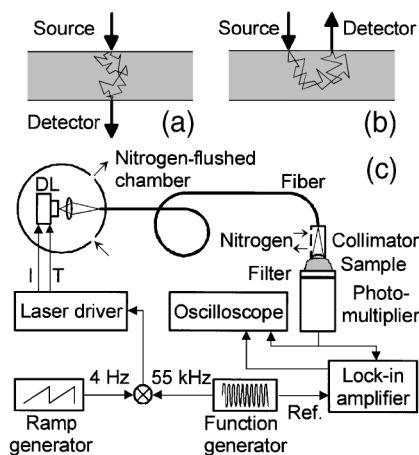 Source
Detector
(a)
Source
Detector
(b)
(c)
DL
Nitrogen-flushed
chamber
Fiber
Nitrogen
Collimator
Sample
Filter
Photo-
multiplier
I T
Laser driver
Oscilloscope
4 Hz
55 kHz
Lock-in
amplifier
Ramp
generator
Function
generator
Ref.